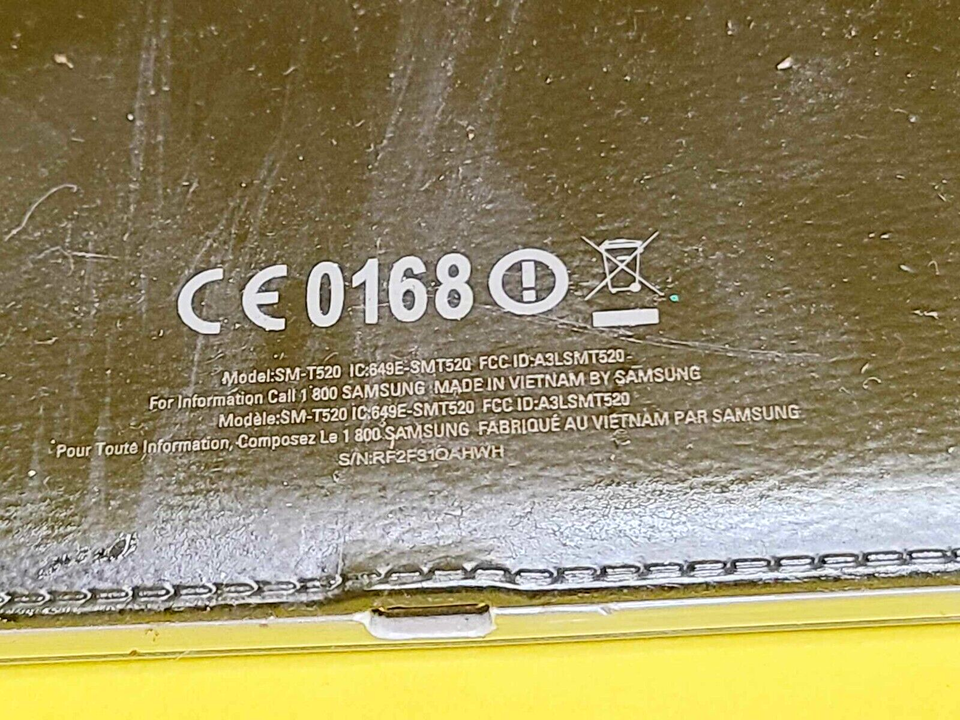 CE 0168
Model:SM-T520 IC:649E-SMT520 FCC ID:A3LSMT520
For Information Call 1 800 SAMSUNG MADE IN VIETNAM BY SAMSUNG
Modèle:SM-T520 IC:649E-SMT520 FCC ID:A3LSMT520
Pour Toute Information, Composez Le 1 800 SAMSUNG FABRIQUÉ AU VIETNAM PAR SAMSUNG
S/N:RF2F31QAHWH